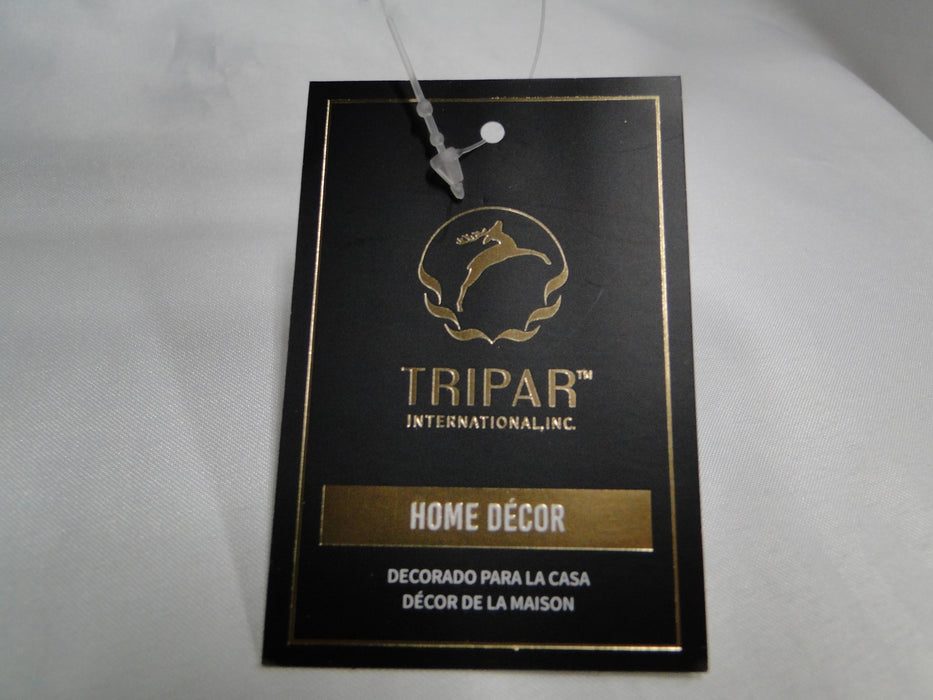 TRIPAR™
INTERNATIONAL, INC.
HOME DÉCOR
DECORADO PARA LA CASA
DÉCOR DE LA MAISON